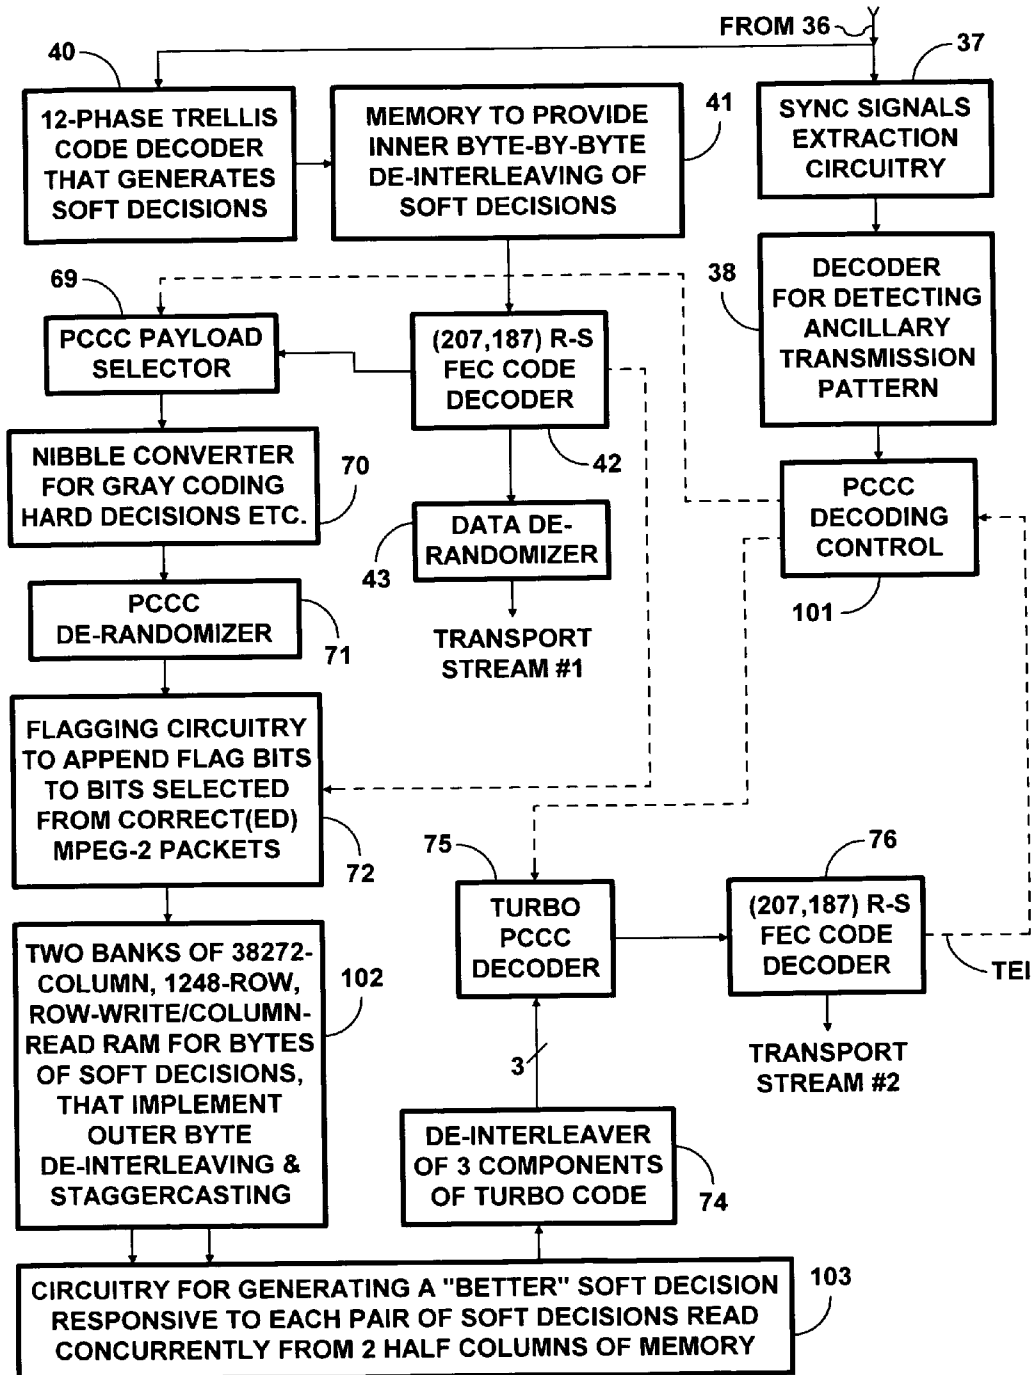 FROM 36
40
37
12-PHASE TRELLIS
CODE DECODER
THAT GENERATES
SOFT DECISIONS
MEMORY TO PROVIDE
INNER BYTE-BY-BYTE
DE-INTERLEAVING OF
SOFT DECISIONS
41
SYNC SIGNALS
EXTRACTION
CIRCUITRY
69
PCCC PAYLOAD
SELECTOR
(207,187) R-S
FEC CODE
DECODER
42
38
DECODER
FOR DETECTING
ANCILLARY
TRANSMISSION
PATTERN
NIBBLE CONVERTER
FOR GRAY CODING
HARD DECISIONS ETC.
70
43
DATA DE-
RANDOMIZER
PCCC
DECODING
CONTROL
101
PCCC
DE-RANDOMIZER
71
TRANSPORT
STREAM #1
FLAGGING CIRCUITRY
TO APPEND FLAG BITS
TO BITS SELECTED
FROM CORRECT(ED)
MPEG-2 PACKETS
72
75
TURBO
PCCC
DECODER
76
(207,187) R-S
FEC CODE
DECODER
TEI
TWO BANKS OF 38272-
COLUMN, 1248-ROW,
ROW-WRITE/COLUMN-
READ RAM FOR BYTES
OF SOFT DECISIONS,
THAT IMPLEMENT
OUTER BYTE
DE-INTERLEAVING &
STAGGERCASTING
102
3
TRANSPORT
STREAM #2
DE-INTERLEAVER
OF 3 COMPONENTS
OF TURBO CODE
74
CIRCUITRY FOR GENERATING A "BETTER" SOFT DECISION
RESPONSIVE TO EACH PAIR OF SOFT DECISIONS READ
CONCURRENTLY FROM 2 HALF COLUMNS OF MEMORY
103